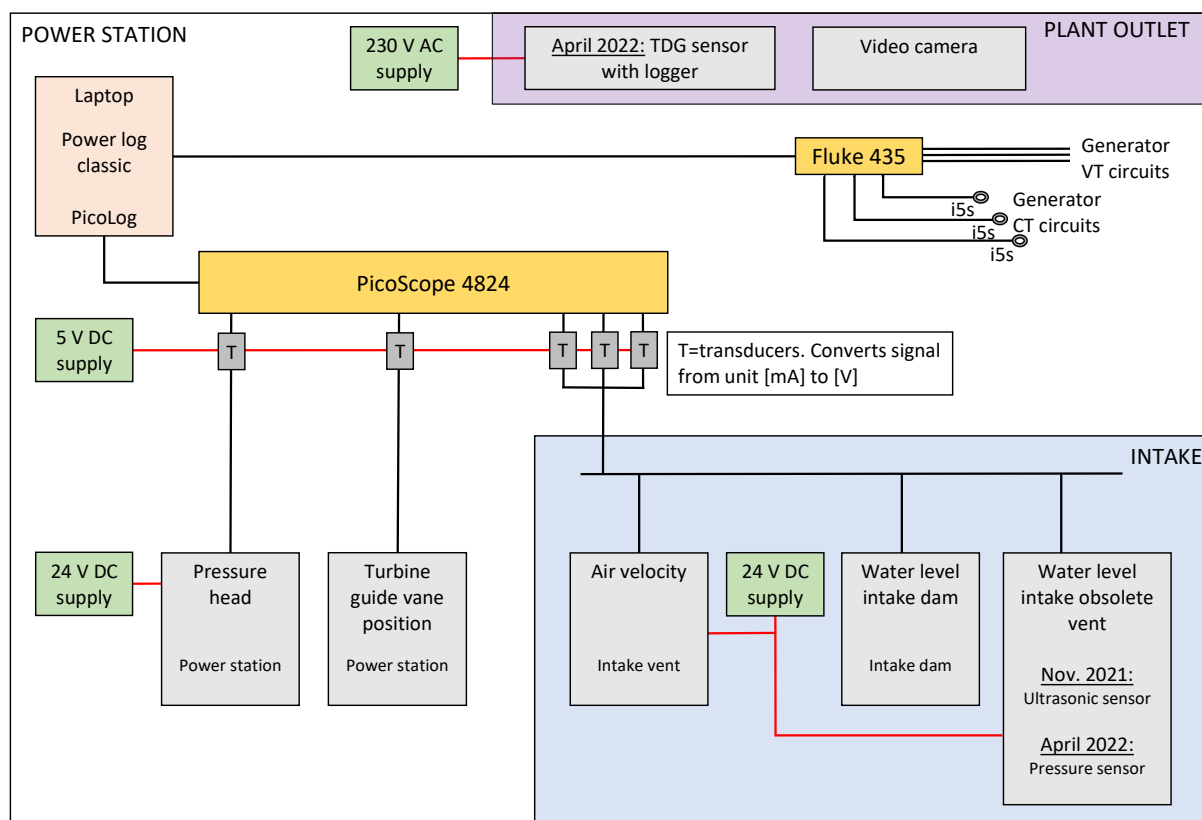 POWER STATION
230 V AC
supply
April 2022: TDG sensor
with logger
Video camera
PLANT OUTLET
Laptop
Power log
classic
PicoLog
Fluke 435
Generator
VT circuits
i5s
Generator
CT circuits
i5s
i5s
PicoScope 4824
5 V DC
supply
T
T
T
T
T
T=transducers. Converts signal
from unit [mA] to [V]
INTAKE
24 V DC
supply
Pressure
head
Power station
Turbine
guide vane
position
Power station
Air velocity
Intake vent
24 V DC
supply
Water level
intake dam
Intake dam
Water level
intake obsolete
vent
Nov. 2021:
Ultrasonic sensor
April 2022:
Pressure sensor